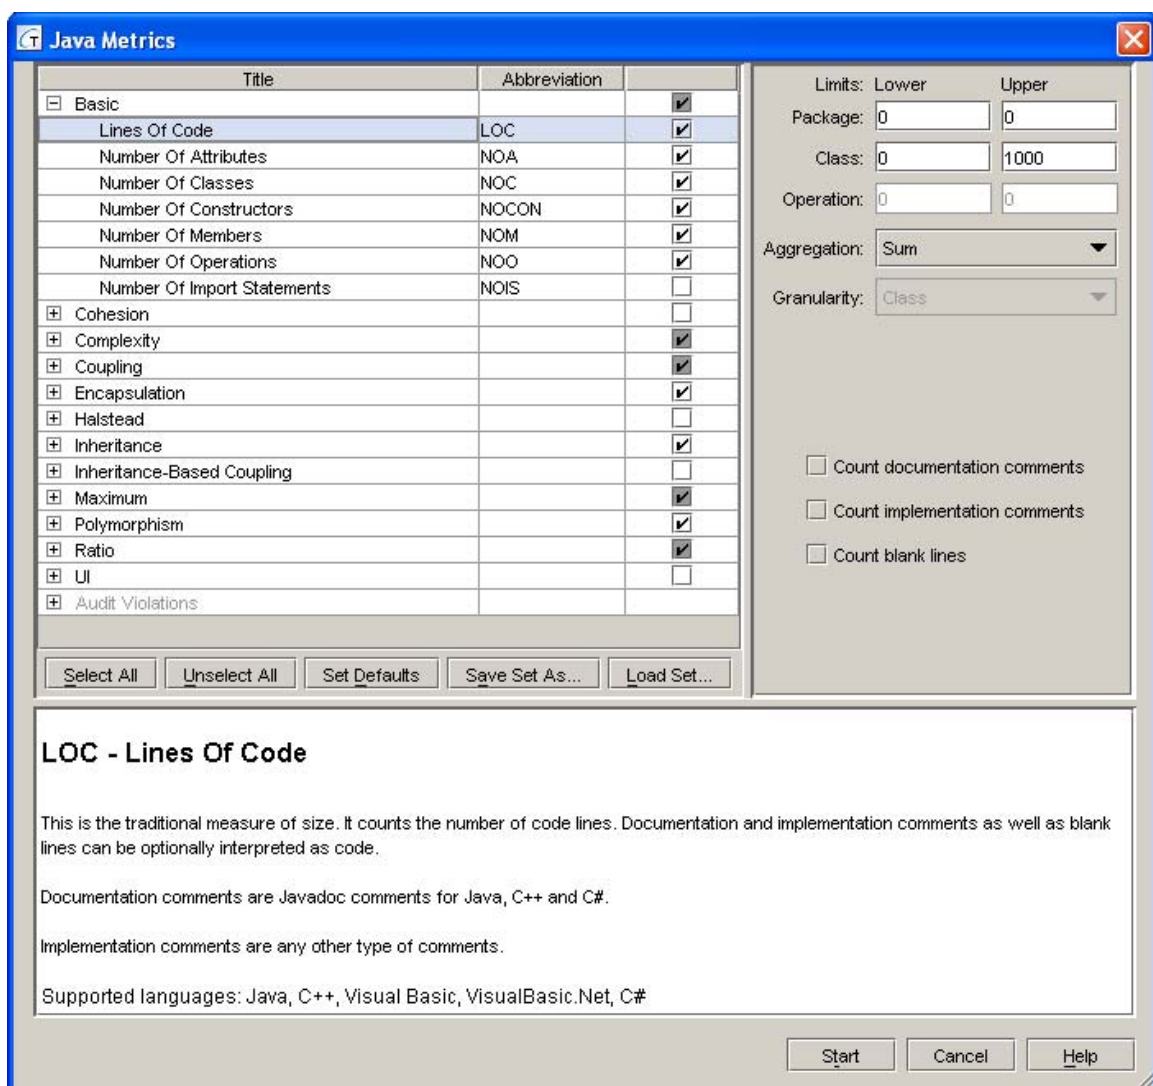 Java Metrics
Title Abbreviation
Basic
Lines Of Code LOC
Number Of Attributes NOA
Number Of Classes NOC
Number Of Constructors NOCON
Number Of Members NOM
Number Of Operations NOO
Number Of Import Statements NOIS
Cohesion
Complexity
Coupling
Encapsulation
Halstead
Inheritance
Inheritance-Based Coupling
Maximum
Polymorphism
Ratio
UI
Audit Violations
Select All Unselect All Set Defaults Save Set As... Load Set...
Limits: Lower Upper
Package: 0 0
Class: 0 1000
Operation: 0 0
Aggregation: Sum
Granularity: Class
Count documentation comments
Count implementation comments
Count blank lines
LOC - Lines Of Code
This is the traditional measure of size. It counts the number of code lines. Documentation and implementation comments as well as blank
lines can be optionally interpreted as code.
Documentation comments are Javadoc comments for Java, C++ and C#.
Implementation comments are any other type of comments.
Supported languages: Java, C++, Visual Basic, VisualBasic.Net, C#
Start Cancel Help